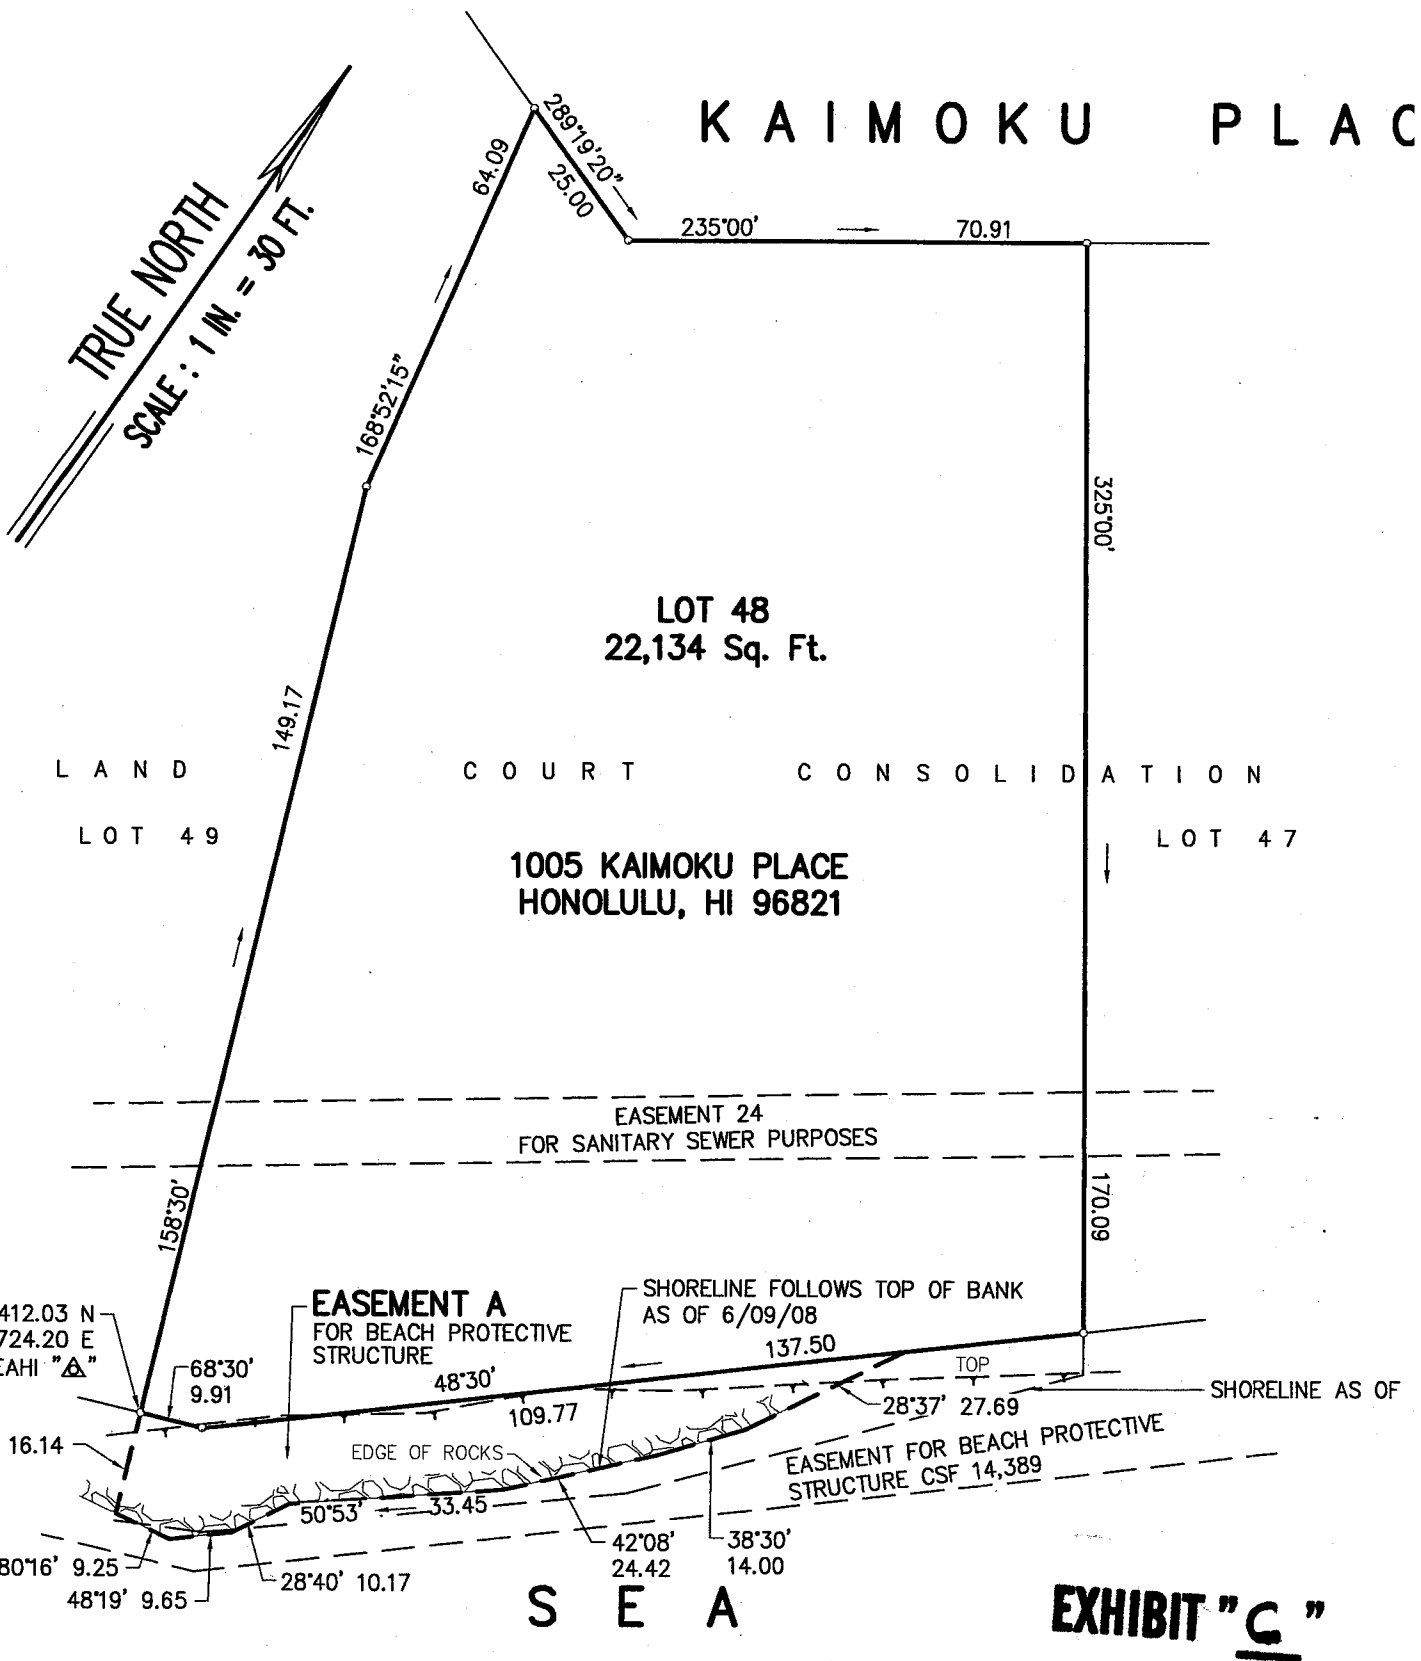 KAIMOKU PLAC
289°19'20"
25.00
64.09
235°00' 70.91
TRUE NORTH
SCALE : 1 IN. = 30 FT.
168°52'15"
325°00'
LOT 48
22,134 Sq. Ft.
149.17
LAND COURT CONSOLIDATION
LOT 49
LOT 47
1005 KAIMOKU PLACE
HONOLULU, HI 96821
EASEMENT 24
FOR SANITARY SEWER PURPOSES
158°30'
170.09
412.03 N
724.20 E
EAHI
EASEMENT A
FOR BEACH PROTECTIVE
STRUCTURE
SHORELINE FOLLOWS TOP OF BANK
AS OF 6/09/08
137.50
68°30'
9.91
48°30'
109.77
TOP
28°37' 27.69
SHORELINE AS OF
16.14
EDGE OF ROCKS
EASEMENT FOR BEACH PROTECTIVE
STRUCTURE CSF 14,389
50°53' 33.45
42°08'
24.42
38°30'
14.00
80°16' 9.25
48°19' 9.65
28°40' 10.17
SEA
EXHIBIT "C"